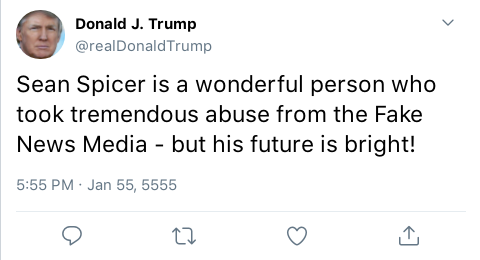 Donald J. Trump
@realDonaldTrump
Sean Spicer is a wonderful person who
took tremendous abuse from the Fake
News Media - but his future is bright!
5:55 PM · Jan 55, 5555